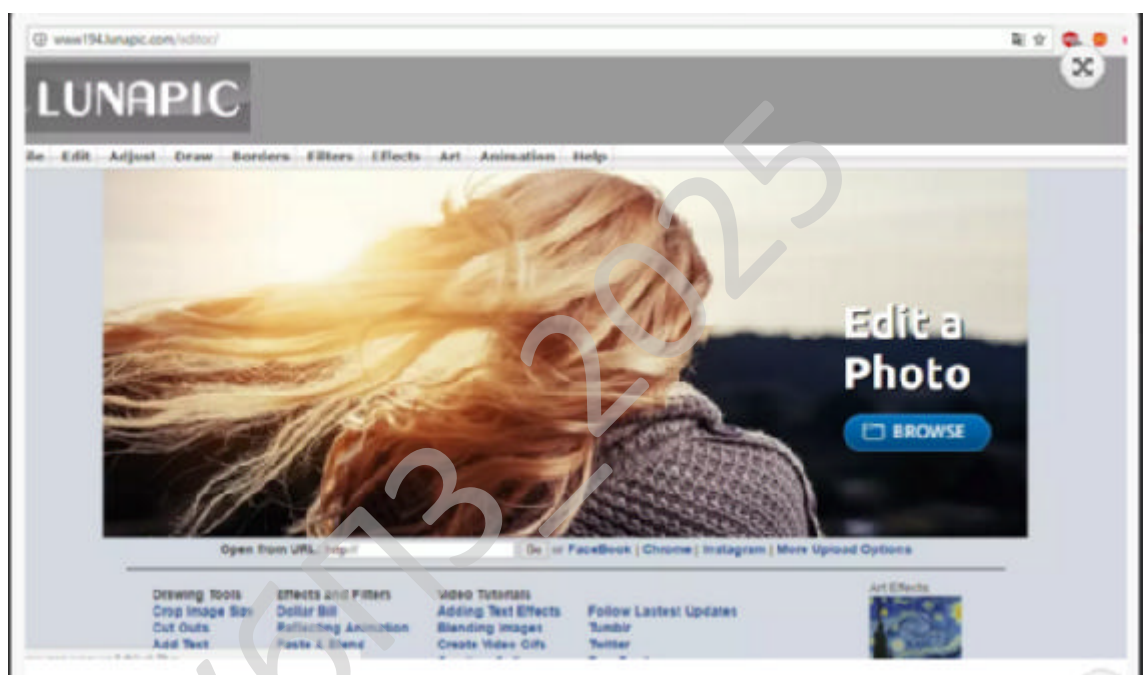 www194.lunapic.com/editor/
LUNAPIC
ile Edit Adjust Draw Borders Filters Effects Art Animation Help
Edit a
Photo
BROWSE
Open from URL: http:// Go or FaceBook | Chrome | Instagram | More Upload Options
Drawing Tools Effects and Filters Video Tutorials Art Effects
Crop Image Size Dollar Bill Adding Text Effects Follow Lastest Updates
Cut Outs Reflecting Animation Blending Images Tumblr
Add Text Paste & Blend Create Video Gifs Twitter
13_2025